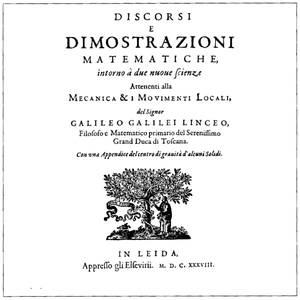 DISCORSI
E
DIMOSTRAZIONI
MATEMATICHE,
intorno à due nuoue ſcienze
Attenenti alla
MECANICA & i MOVIMENTI LOCALI,
del Signor
GALILEO GALILEI LINCEO,
Filoſofo e Matematico primario del Sereniſſimo
Grand Duca di Toſcana.
Con vna Appendice del centro di grauità d'alcuni Solidi.
IN LEIDA,
Appreſſo gli Elſevirii. M. D. C. XXXVIII.